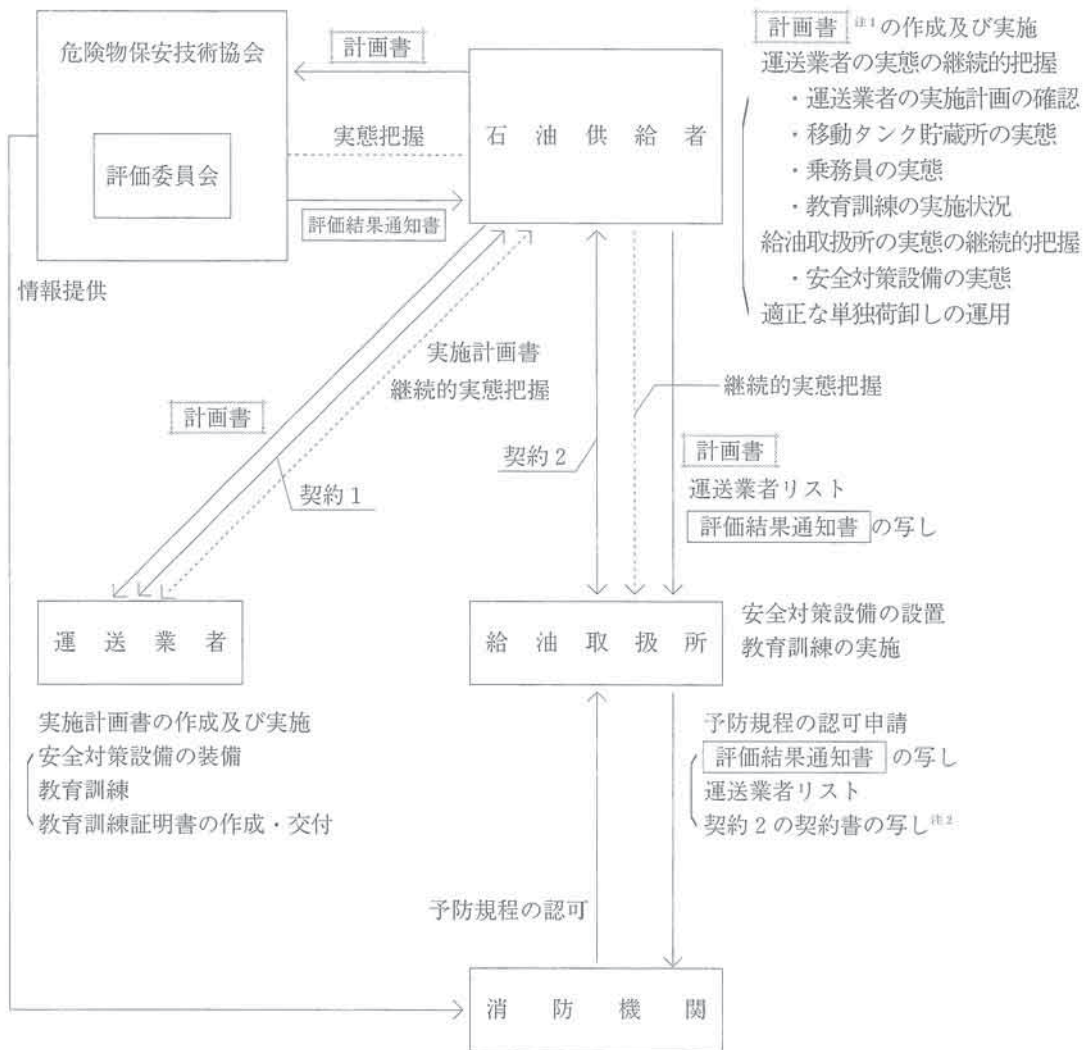 危険物保安技術協会
評価委員会
計画書
実態把握
評価結果通知書
石油供給者
計画書 注1 の作成及び実施
運送業者の実態の継続的把握
・運送業者の実施計画の確認
・移動タンク貯蔵所の実態
・乗務員の実態
・教育訓練の実施状況
給油取扱所の実態の継続的把握
・安全対策設備の実態
適正な単独荷卸しの運用
情報提供
実施計画書
継続的実態把握
計画書
契約1
契約2
継続的実態把握
計画書
運送業者リスト
評価結果通知書 の写し
運送業者
実施計画書の作成及び実施
安全対策設備の装備
教育訓練
教育訓練証明書の作成・交付
給油取扱所
安全対策設備の設置
教育訓練の実施
予防規程の認可申請
評価結果通知書 の写し
運送業者リスト
契約2の契約書の写し 注2
予防規程の認可
消防機関